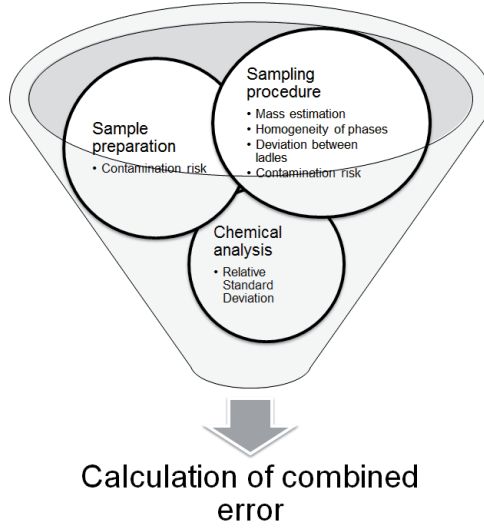 Sampling
procedure
• Mass estimation
• Homogeneity of phases
• Deviation between
ladles
• Contamination risk
Sample
preparation
• Contamination risk
Chemical
analysis
• Relative
Standard
Deviation
Calculation of combined
error